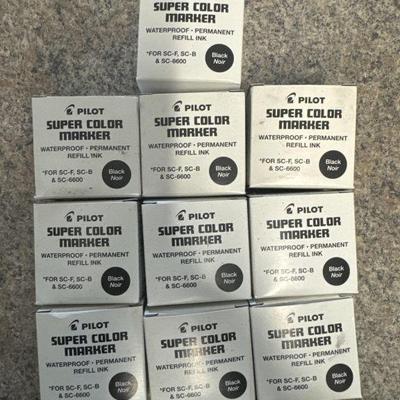 SUPER COLOR
MARKER
WATERPROOF • PERMANENT
REFILL INK
*FOR SC-F, SC-B
& SC-6600
Black
Noir
PILOT
SUPER COLOR
MARKER
WATERPROOF • PERMANENT
REFILL INK
*FOR SC-F, SC-B
& SC-6600
Black
Noir
PILOT
SUPER COLOR
MARKER
WATERPROOF • PERMANENT
REFILL INK
*FOR SC-F, SC-B
& SC-6600
Black
Noir
PILOT
SUPER COLOR
MARKER
WATERPROOF • PERMANENT
REFILL INK
*FOR SC-F, SC-B
& SC-6600
Black
Noir
PILOT
SUPER COLOR
MARKER
WATERPROOF • PERMANENT
REFILL INK
*FOR SC-F, SC-B
& SC-6600
Black
Noir
PILOT
SUPER COLOR
MARKER
WATERPROOF • PERMANENT
REFILL INK
*FOR SC-F, SC-B
& SC-6600
Black
Noir
PILOT
SUPER COLOR
MARKER
WATERPROOF • PERMANENT
REFILL INK
*FOR SC-F, SC-B
& SC-6600
Black
Noir
PILOT
SUPER COLOR
MARKER
WATERPROOF • PERMANENT
REFILL INK
*FOR SC-F, SC-B
& SC-6600
Black
Noir
PILOT
SUPER COLOR
MARKER
WATERPROOF • PERMANENT
REFILL INK
*FOR SC-F, SC-B
& SC-6600
Black
Noir
PILOT
SUPER COLOR
MARKER
WATERPROOF • PERMANENT
REFILL INK
*FOR SC-F, SC-B
& SC-6600
Black
Noir